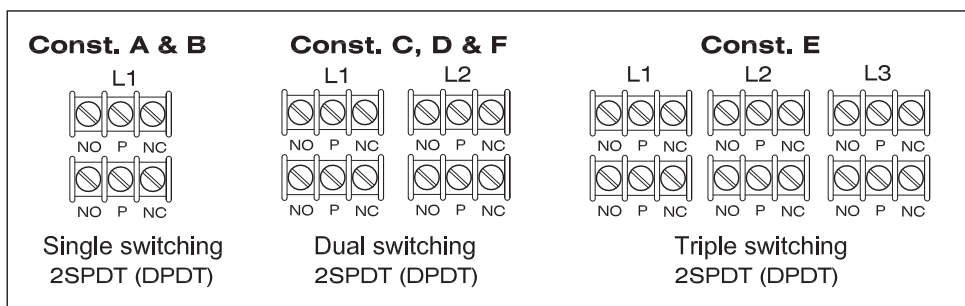 Const. A & B
L1
NO P NC
NO P NC
Single switching
2SPDT (DPDT)
Const. C, D & F
L1 L2
NO P NC NO P NC
NO P NC NO P NC
Dual switching
2SPDT (DPDT)
Const. E
L1 L2 L3
NO P NC NO P NC NO P NC
NO P NC NO P NC NO P NC
Triple switching
2SPDT (DPDT)